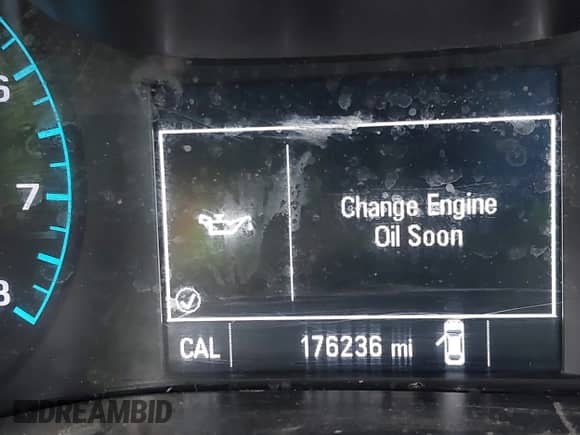 6
7
8
Change Engine
Oil Soon
CAL 176236 mi
DREAMBID